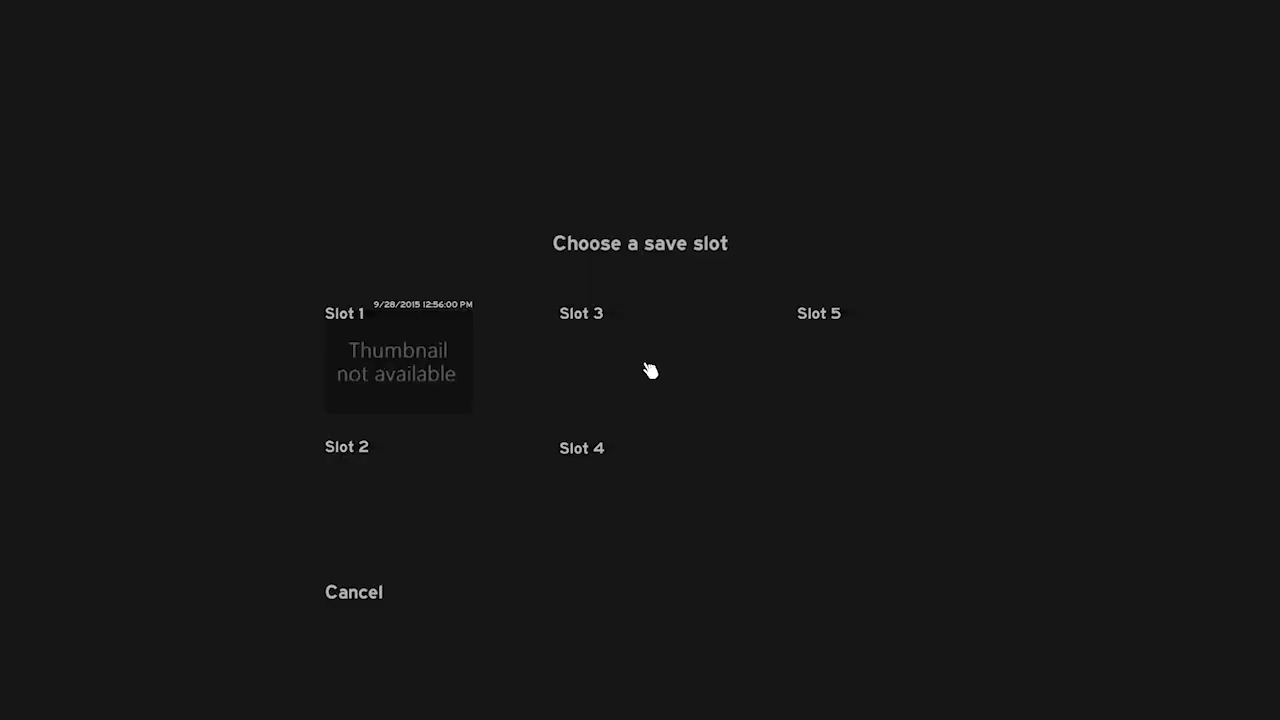 Choose a save slot
Slot 1 9/28/2015 12:56:00 PM
Thumbnail
not available
Slot 3
Slot 5
Slot 2
Slot 4
Cancel